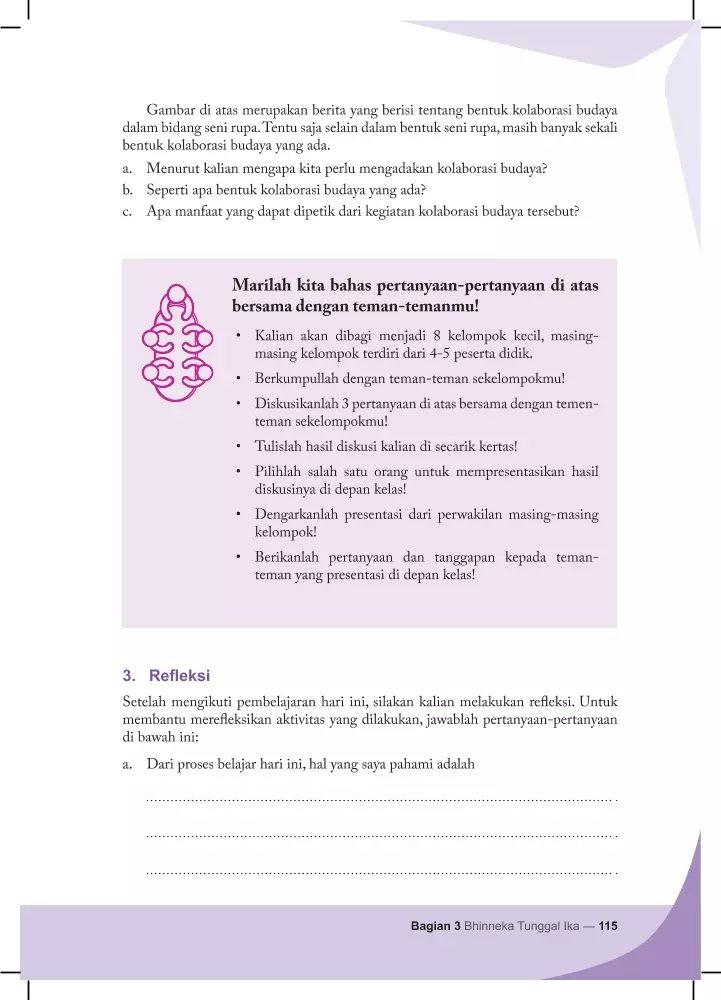 Gambar di atas merupakan berita yang berisi tentang bentuk kolaborasi budaya
dalam bidang seni rupa. Tentu saja selain dalam bentuk seni rupa, masih banyak sekali
bentuk kolaborasi budaya yang ada.
a. Menurut kalian mengapa kita perlu mengadakan kolaborasi budaya?
b. Seperti apa bentuk kolaborasi budaya yang ada?
c. Apa manfaat yang dapat dipetik dari kegiatan kolaborasi budaya tersebut?
Marilah kita bahas pertanyaan-pertanyaan di atas
bersama dengan teman-temanmu!
• Kalian akan dibagi menjadi 8 kelompok kecil, masing-
masing kelompok terdiri dari 4-5 peserta didik.
• Berkumpullah dengan teman-teman sekelompokmu!
• Diskusikanlah 3 pertanyaan di atas bersama dengan temen-
teman sekelompokmu!
• Tulislah hasil diskusi kalian di secarik kertas!
• Pilihlah salah satu orang untuk mempresentasikan hasil
diskusinya di depan kelas!
• Dengarkanlah presentasi dari perwakilan masing-masing
kelompok!
• Berikanlah pertanyaan dan tanggapan kepada teman-
teman yang presentasi di depan kelas!
3. Refleksi
Setelah mengikuti pembelajaran hari ini, silakan kalian melakukan refleksi. Untuk
membantu merefleksikan aktivitas yang dilakukan, jawablah pertanyaan-pertanyaan
di bawah ini:
a. Dari proses belajar hari ini, hal yang saya pahami adalah
Bagian 3 Bhinneka Tunggal Ika — 115